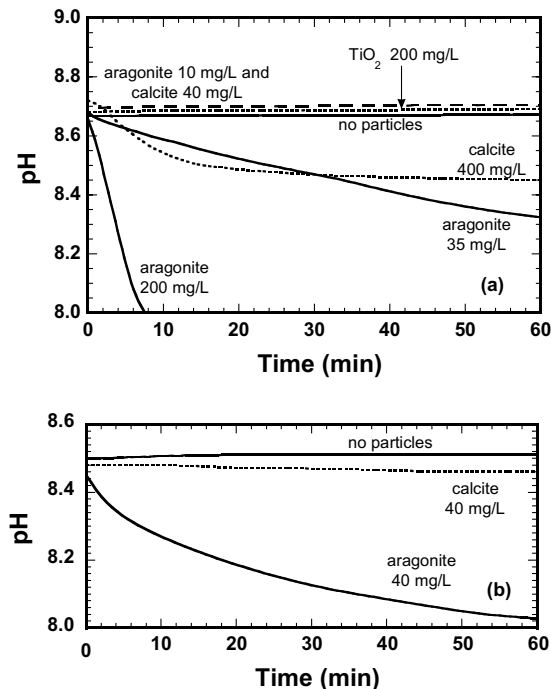 9.0
8.8
8.6
8.4
8.2
8.0
pH
aragonite 10 mg/L and
calcite 40 mg/L
TiO2 200 mg/L
no particles
calcite
400 mg/L
aragonite
35 mg/L
aragonite
200 mg/L
(a)
0 10 20 30 40 50 60
Time (min)
8.6
8.4
8.2
8.0
pH
no particles
calcite
40 mg/L
aragonite
40 mg/L
(b)
0 10 20 30 40 50 60
Time (min)